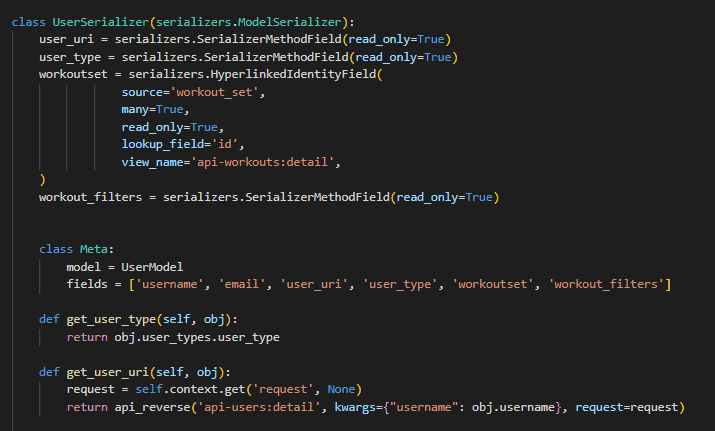 class UserSerializer(serializers.ModelSerializer):
    user_uri = serializers.SerializerMethodField(read_only=True)
    user_type = serializers.SerializerMethodField(read_only=True)
    workoutset = serializers.HyperlinkedIdentityField(
                source='workout_set',
                many=True,
                read_only=True,
                lookup_field='id',
                view_name='api-workouts:detail',
    )
    workout_filters = serializers.SerializerMethodField(read_only=True)
    class Meta:
        model = UserModel
        fields = ['username', 'email', 'user_uri', 'user_type', 'workoutset', 'workout_filters']
    def get_user_type(self, obj):
        return obj.user_types.user_type
    def get_user_uri(self, obj):
        request = self.context.get('request', None)
        return api_reverse('api-users:detail', kwargs={"username": obj.username}, request=request)